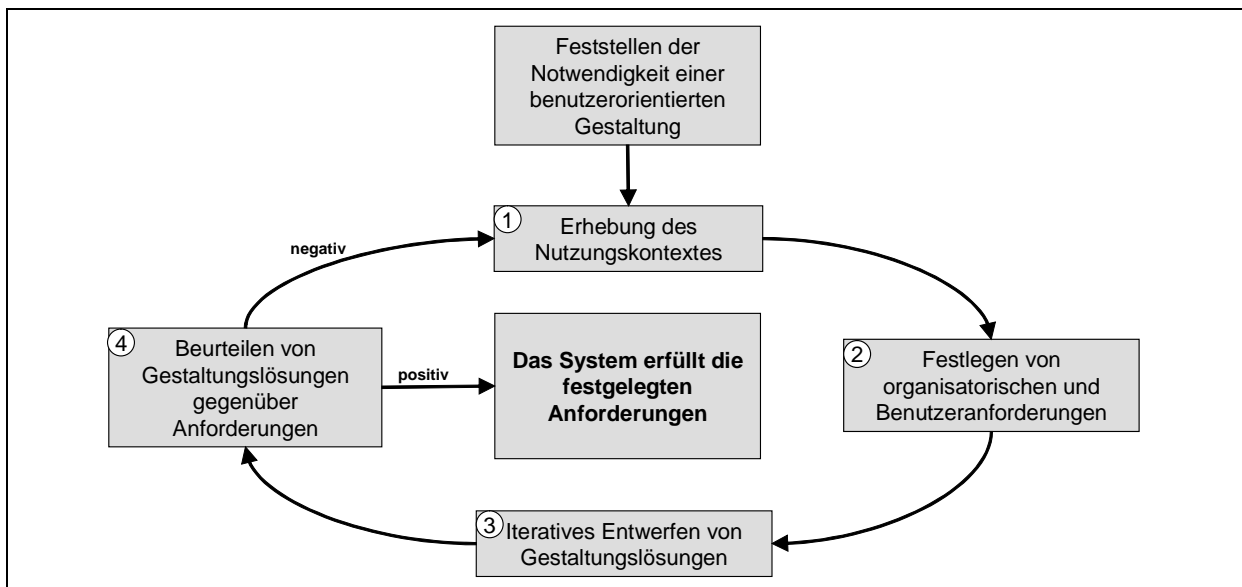 Feststellen der
Notwendigkeit einer
benutzerorientierten
Gestaltung
1
Erhebung des
Nutzungskontextes
negativ
4
Beurteilen von
Gestaltungslösungen
gegenüber
Anforderungen
positiv
Das System erfüllt die
festgelegten
Anforderungen
2
Festlegen von
organisatorischen und
Benutzeranforderungen
3
Iteratives Entwerfen von
Gestaltungslösungen